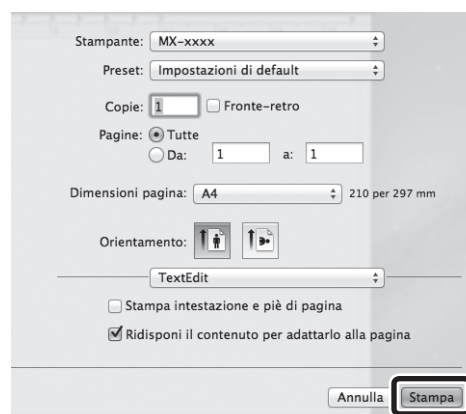 Stampante: MX-xxxx
Preset: Impostazioni di default
Copie: 1 Fronte-retro
Pagine: Tutte
Da: 1 a: 1
Dimensioni pagina: A4 210 per 297 mm
Orientamento:
TextEdit
Stampa intestazione e piè di pagina
Ridisponi il contenuto per adattarlo alla pagina
Annulla Stampa